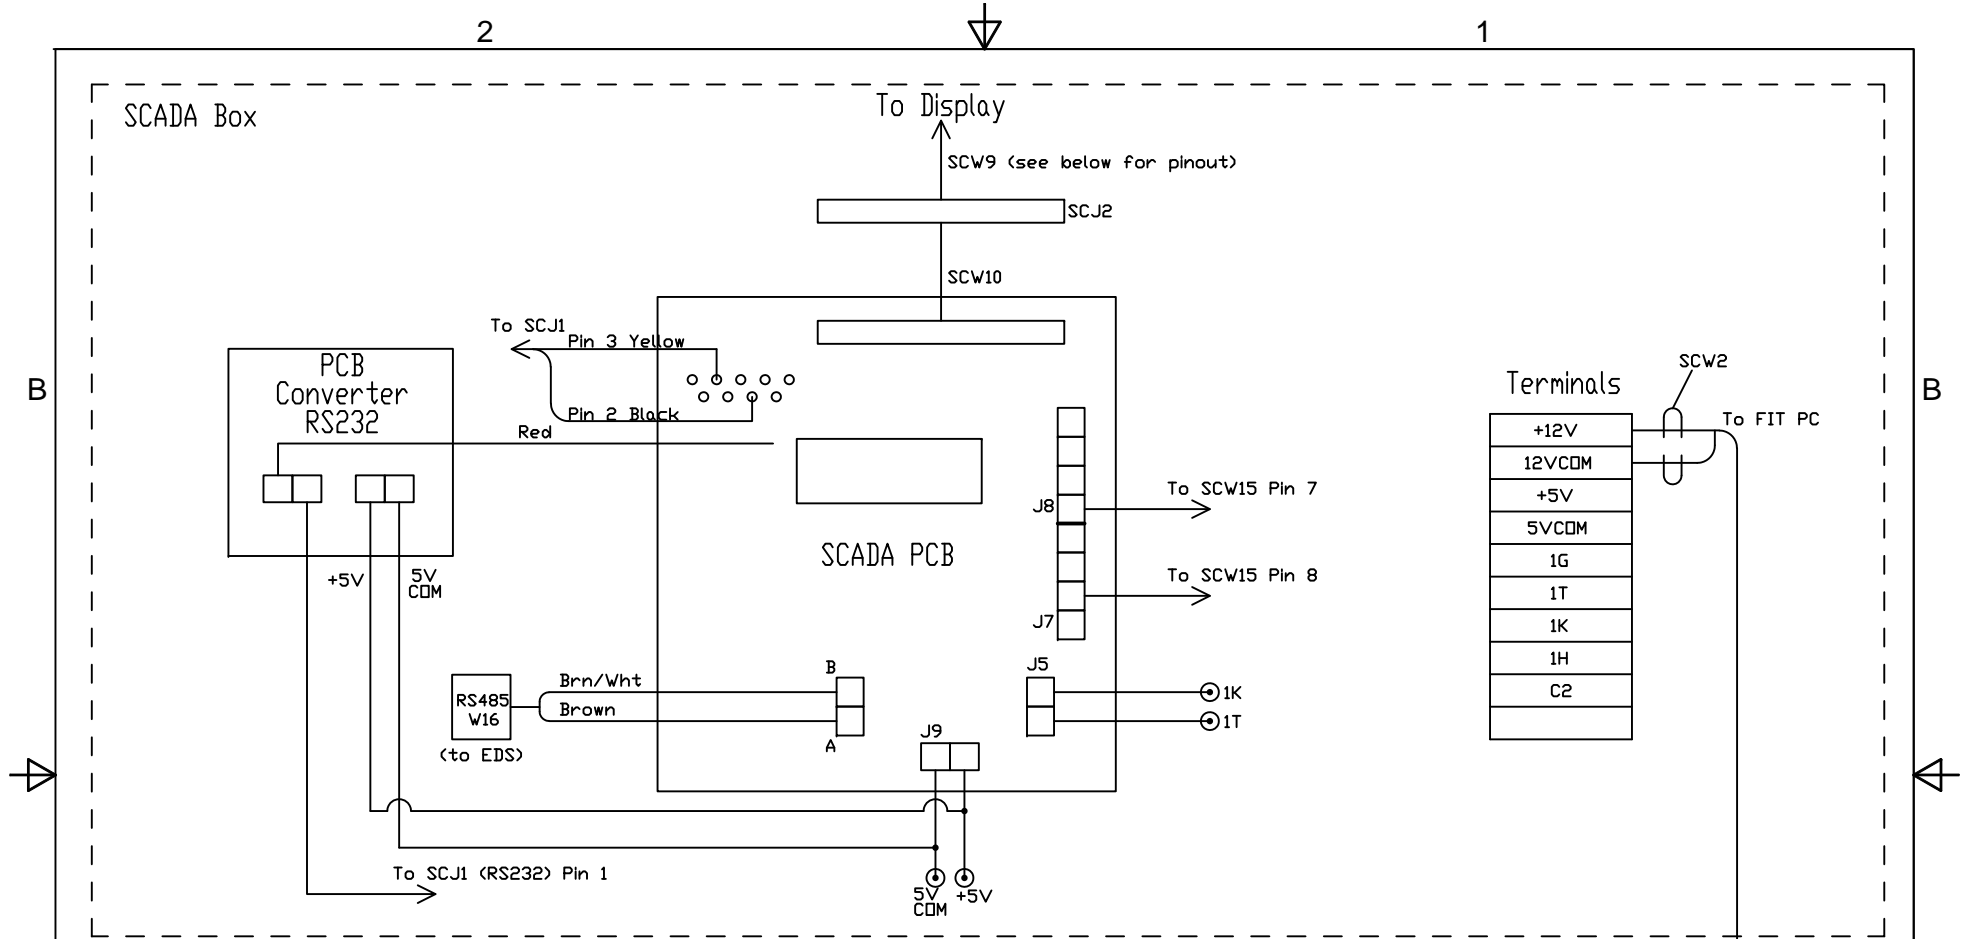 2
1
To Display
SCADA Box
SCW9 (see below for pinout)
SCJ2
SCW10
To SCJ1
Pin 3 Yellow
PCB
Converter
RS232
B
B
SCW2
Terminals
Pin 2 Black
Red
To FIT PC
+12V
12VCOM
+5V
5VCOM
1G
1T
1K
1H
C2
To SCW15 Pin 7
J8
SCADA PCB
To SCW15 Pin 8
+5V
5V
COM
J7
B
J5
Brn/Wht
RS485
W16
Brown
1K
1T
A
J9
(to EDS)
To SCJ1 (RS232) Pin 1
5V
COM
+5V